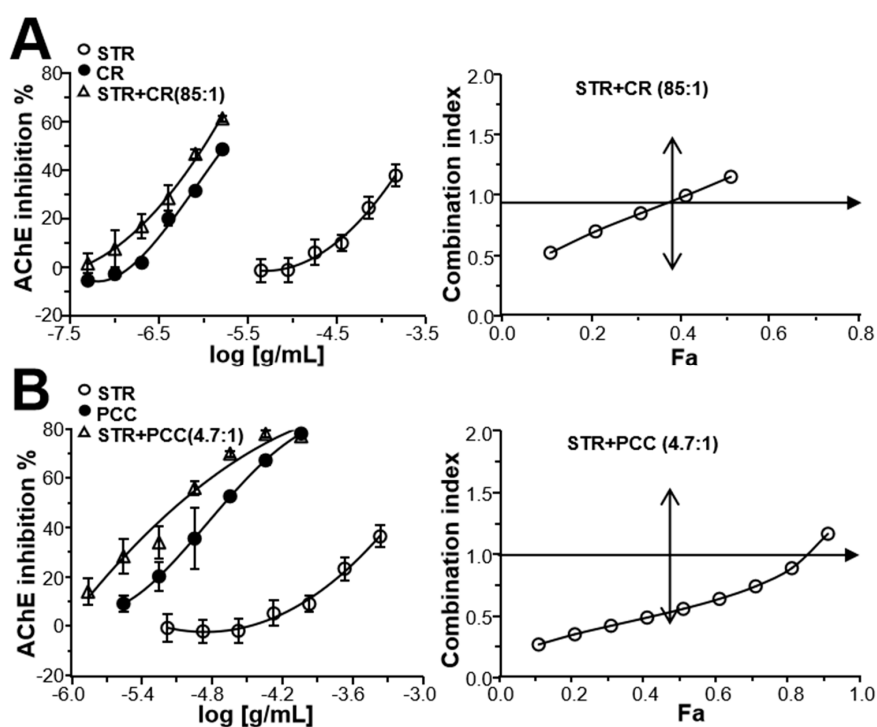 A
STR
CR
STR+CR(85:1)
AChE inhibition %
80
60
40
20
0
-20
-7.5
-6.5
-5.5
-4.5
-3.5
log [g/mL]
STR+CR (85:1)
Combination index
2.0
1.5
1.0
0.5
0.0
0.0
0.2
0.4
0.6
0.8
Fa
B
STR
PCC
STR+PCC(4.7:1)
AChE inhibition %
80
60
40
20
0
-20
-6.0
-5.4
-4.8
-4.2
-3.6
-3.0
log [g/mL]
STR+PCC (4.7:1)
Combination index
2.0
1.5
1.0
0.5
0.0
0.0
0.2
0.4
0.6
0.8
1.0
Fa